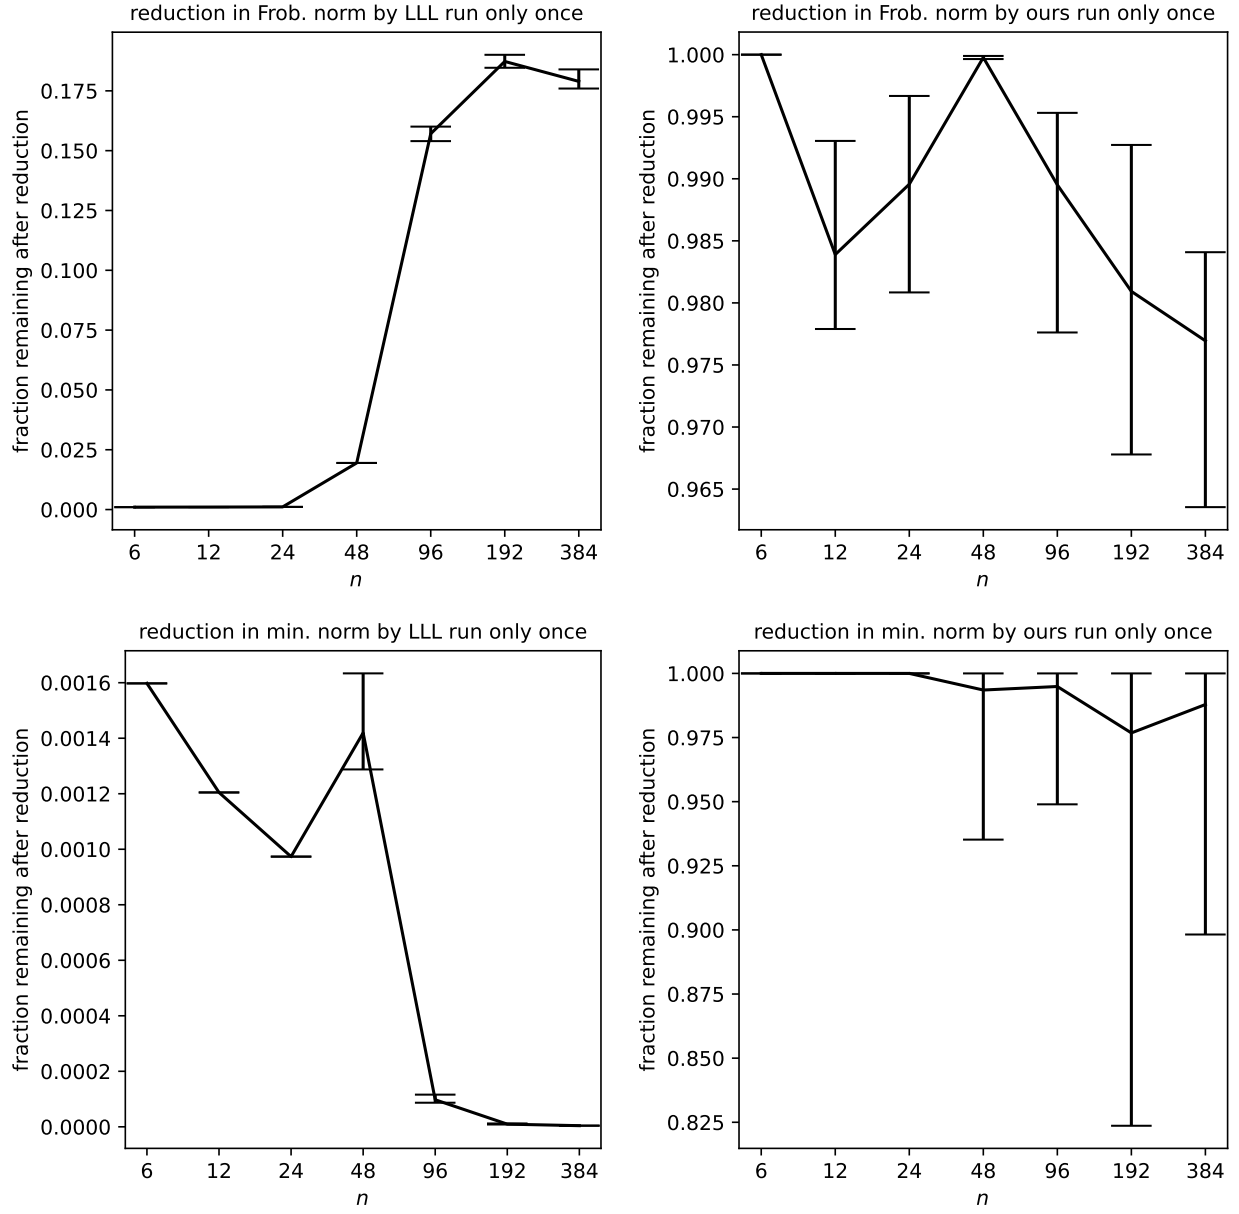 reduction in Frob. norm by LLL run only once
fraction remaining after reduction
0.175
0.150
0.125
0.100
0.075
0.050
0.025
0.000
6 12 24 48 96 192 384
n
reduction in Frob. norm by ours run only once
fraction remaining after reduction
1.000
0.995
0.990
0.985
0.980
0.975
0.970
0.965
6 12 24 48 96 192 384
n
reduction in min. norm by LLL run only once
fraction remaining after reduction
0.0016
0.0014
0.0012
0.0010
0.0008
0.0006
0.0004
0.0002
0.0000
6 12 24 48 96 192 384
n
reduction in min. norm by ours run only once
fraction remaining after reduction
1.000
0.975
0.950
0.925
0.900
0.875
0.850
0.825
6 12 24 48 96 192 384
n